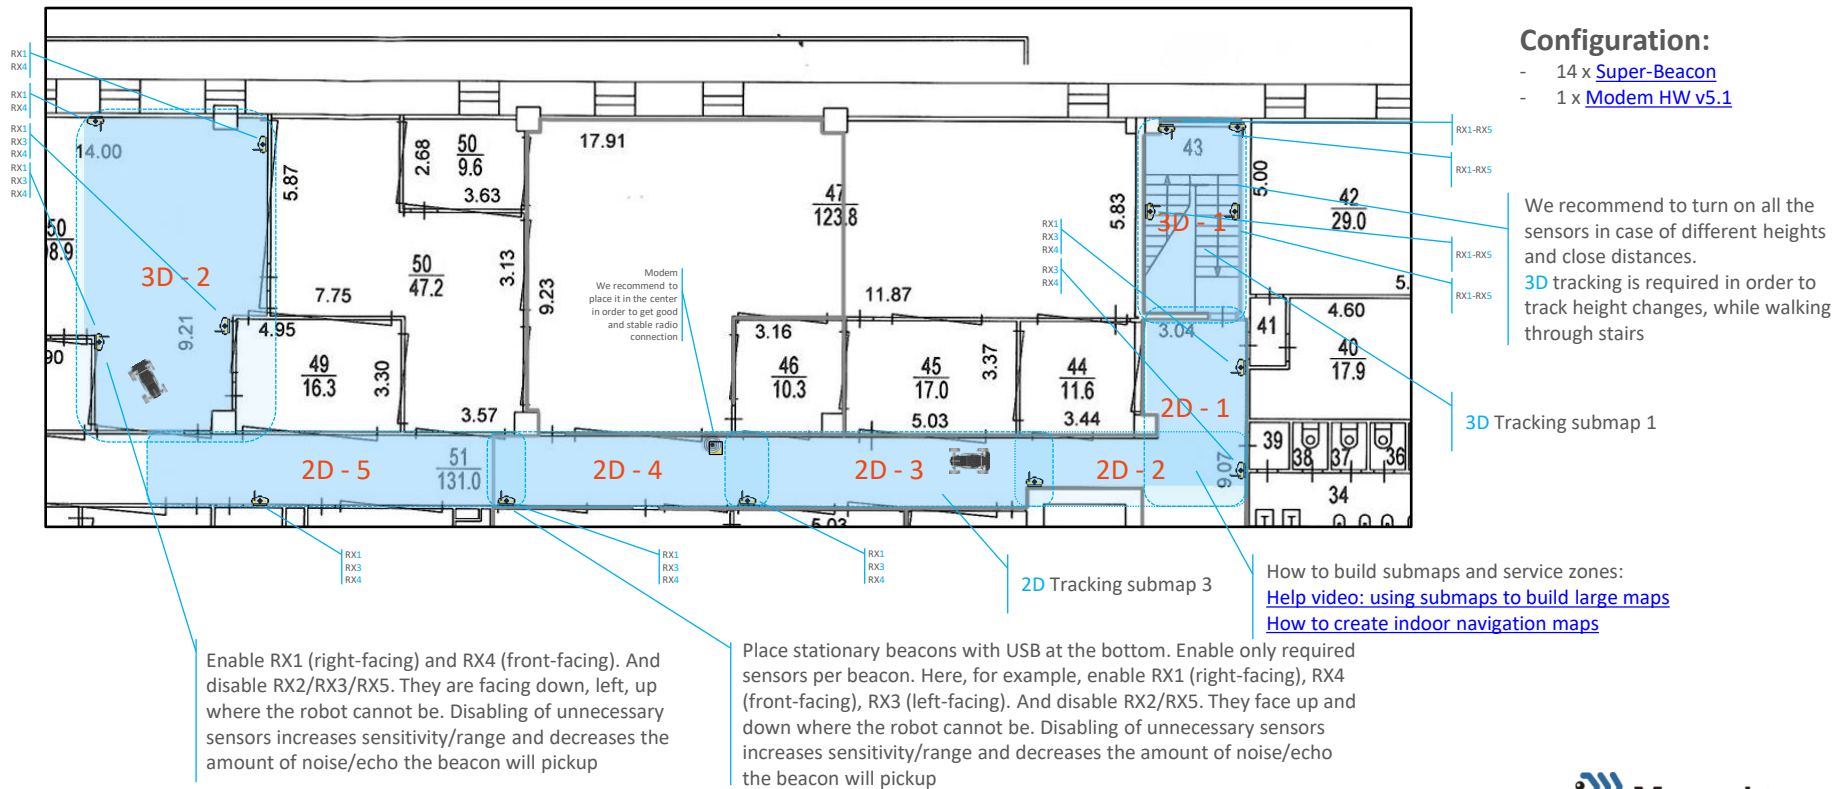 Configuration:
- 14 x Super-Beacon
- 1 x Modem HW v5.1
RX1
RX4
RX1
RX4
RX1
RX3
RX4
RX1
RX3
RX4
14.00
5.87
2.68
50
9.6
3.63
17.91
47
123.8
5.83
43
5.00
42
29.0
RX1-RX5
RX1-RX5
RX1-RX5
RX1-RX5
We recommend to turn on all the
sensors in case of different heights
and close distances.
3D tracking is required in order to
track height changes, while walking
through stairs
50
98.9
3D - 2
50
47.2
3.13
9.23
7.75
4.95
9.21
Modem
We recommend to
place it in the center
in order to get good
and stable radio
connection
11.87
RX1
RX3
RX4
RX3
RX4
3D - 1
3.04
41
5.
4.60
40
17.9
90
49
16.3
3.30
3.57
3.16
46
10.3
45
17.0
3.37
5.03
44
11.6
3.44
2D - 1
3D Tracking submap 1
2D - 5
51
131.0
2D - 4
2D - 3
2D - 2
9.07
39
38
37
36
34
5.03
RX1
RX3
RX4
RX1
RX3
RX4
RX1
RX3
RX4
2D Tracking submap 3
How to build submaps and service zones:
Help video: using submaps to build large maps
How to create indoor navigation maps
Enable RX1 (right-facing) and RX4 (front-facing). And
disable RX2/RX3/RX5. They are facing down, left, up
where the robot cannot be. Disabling of unnecessary
sensors increases sensitivity/range and decreases the
amount of noise/echo the beacon will pickup
Place stationary beacons with USB at the bottom. Enable only required
sensors per beacon. Here, for example, enable RX1 (right-facing), RX4
(front-facing), RX3 (left-facing). And disable RX2/RX5. They face up and
down where the robot cannot be. Disabling of unnecessary sensors
increases sensitivity/range and decreases the amount of noise/echo
the beacon will pickup